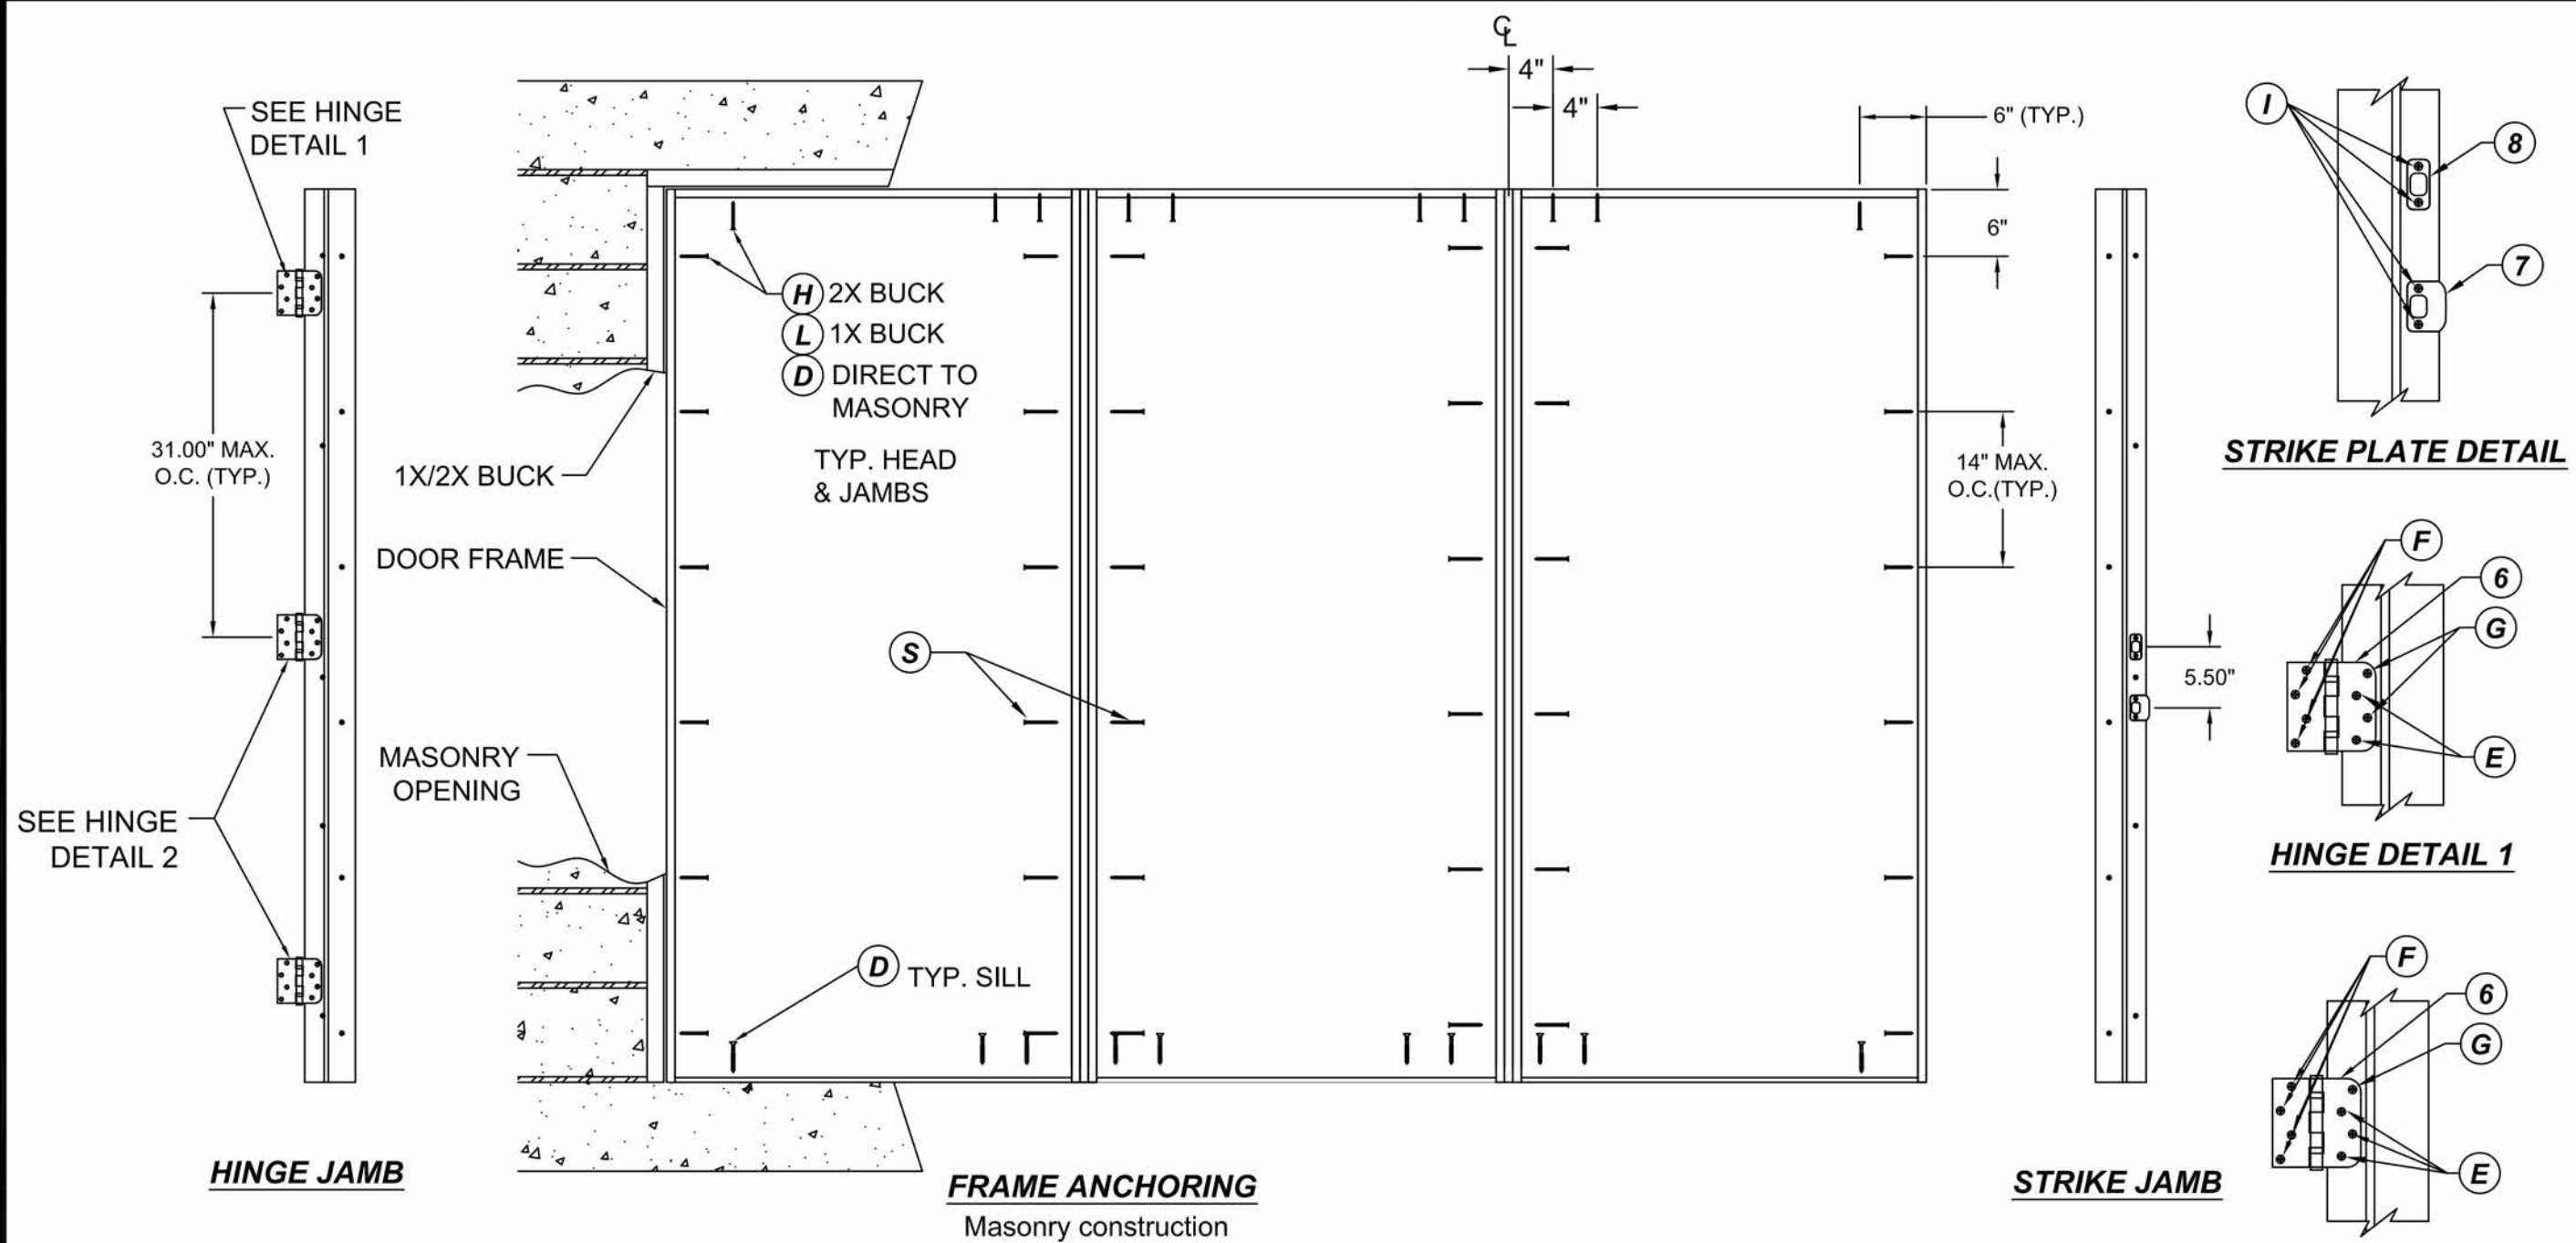 SEE HINGE
DETAIL 1
31.00" MAX.
O.C. (TYP.)
SEE HINGE
DETAIL 2
HINGE JAMB
1X/2X BUCK
DOOR FRAME
MASONRY
OPENING
H 2X BUCK
L 1X BUCK
D DIRECT TO
MASONRY
TYP. HEAD
& JAMBS
S
D TYP. SILL
℄
4"
4"
6" (TYP.)
6"
14" MAX.
O.C.(TYP.)
FRAME ANCHORING
Masonry construction
5.50"
STRIKE JAMB
I
8
7
STRIKE PLATE DETAIL
F
6
G
E
HINGE DETAIL 1
F
6
G
E